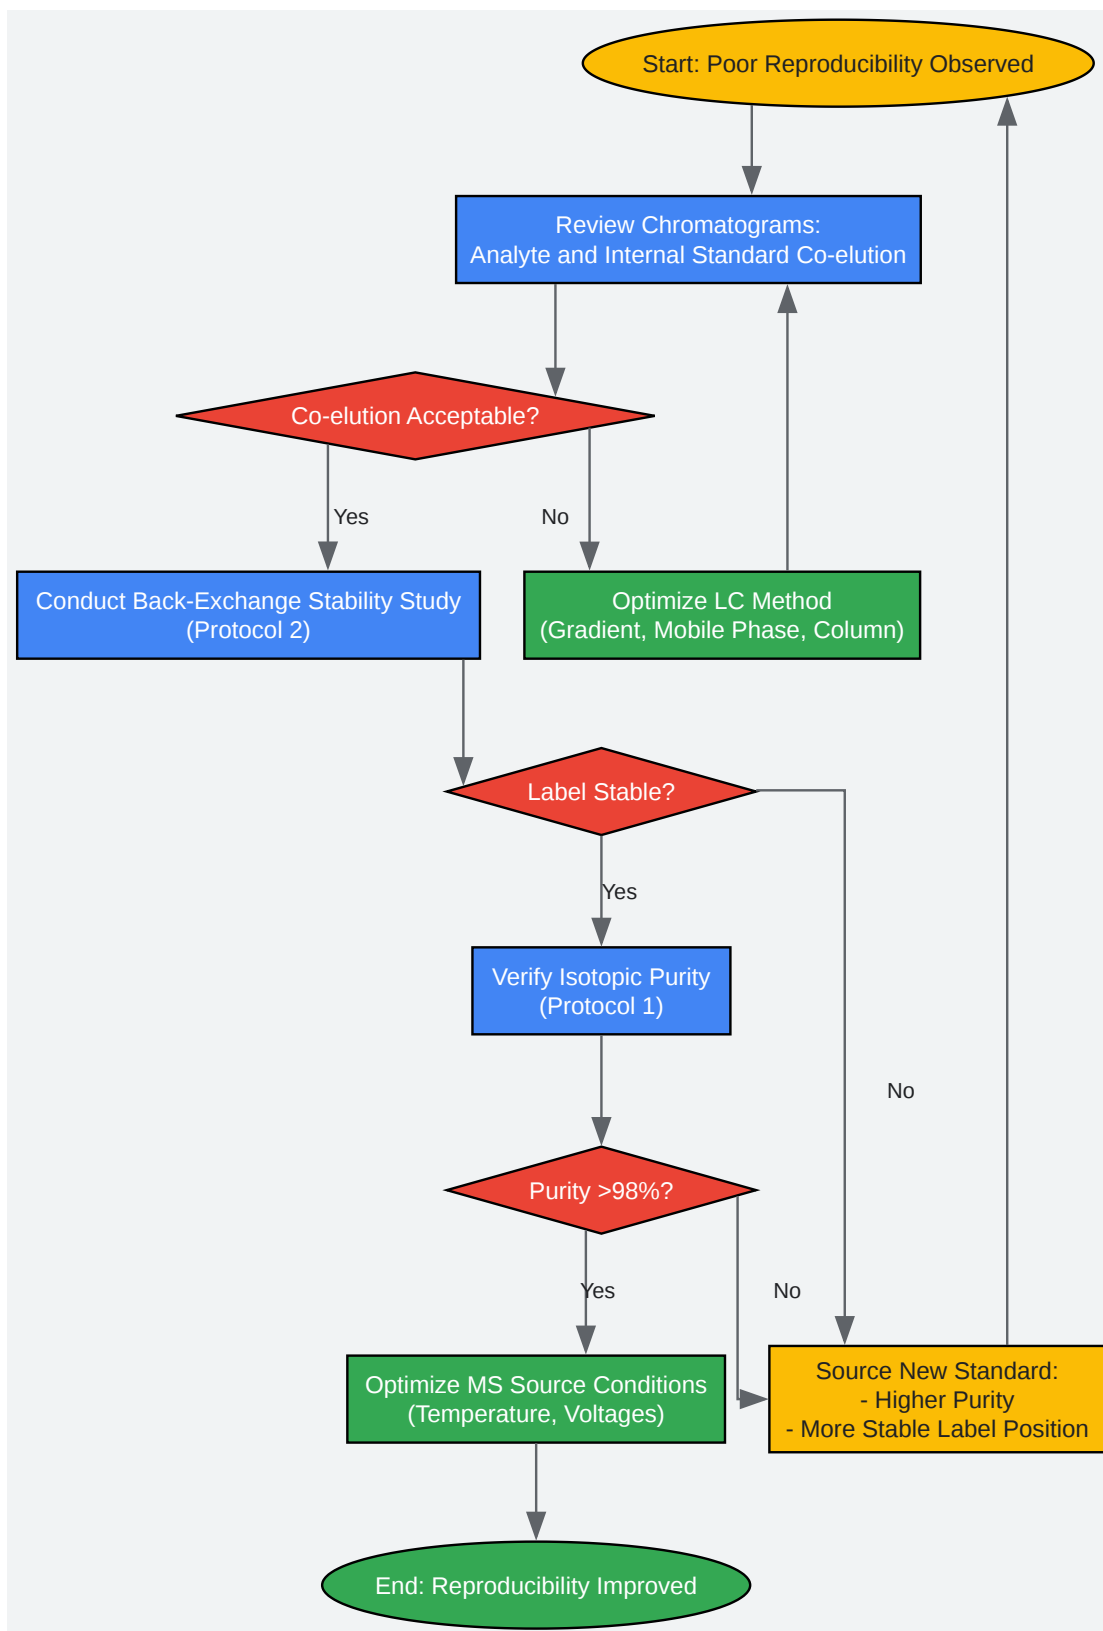 Start: Poor Reproducibility Observed
Review Chromatograms:
Analyte and Internal Standard Co-elution
Co-elution Acceptable?
Yes
No
Conduct Back-Exchange Stability Study
(Protocol 2)
Optimize LC Method
(Gradient, Mobile Phase, Column)
Label Stable?
Yes
Verify Isotopic Purity
(Protocol 1)
No
Purity >98%?
Yes
No
Optimize MS Source Conditions
(Temperature, Voltages)
Source New Standard:
- Higher Purity
- More Stable Label Position
End: Reproducibility Improved